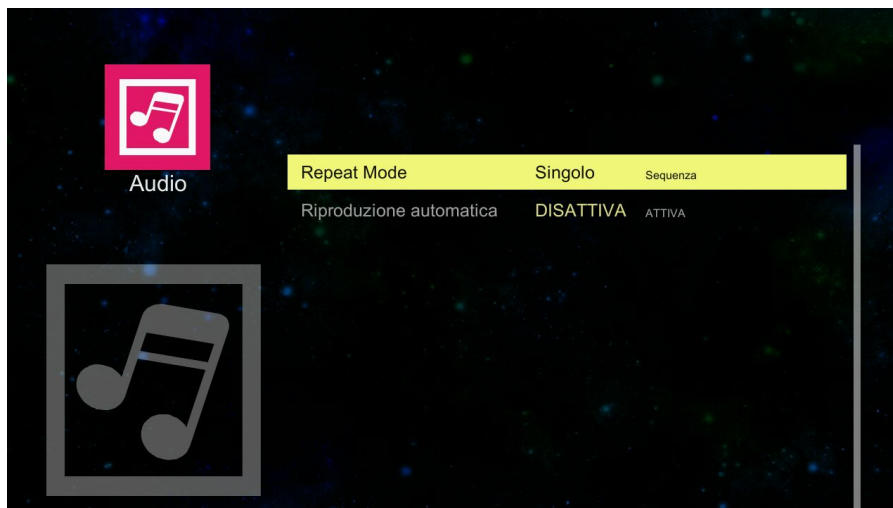 Audio
Repeat Mode Singolo Sequenza
Riproduzione automatica DISATTIVA ATTIVA